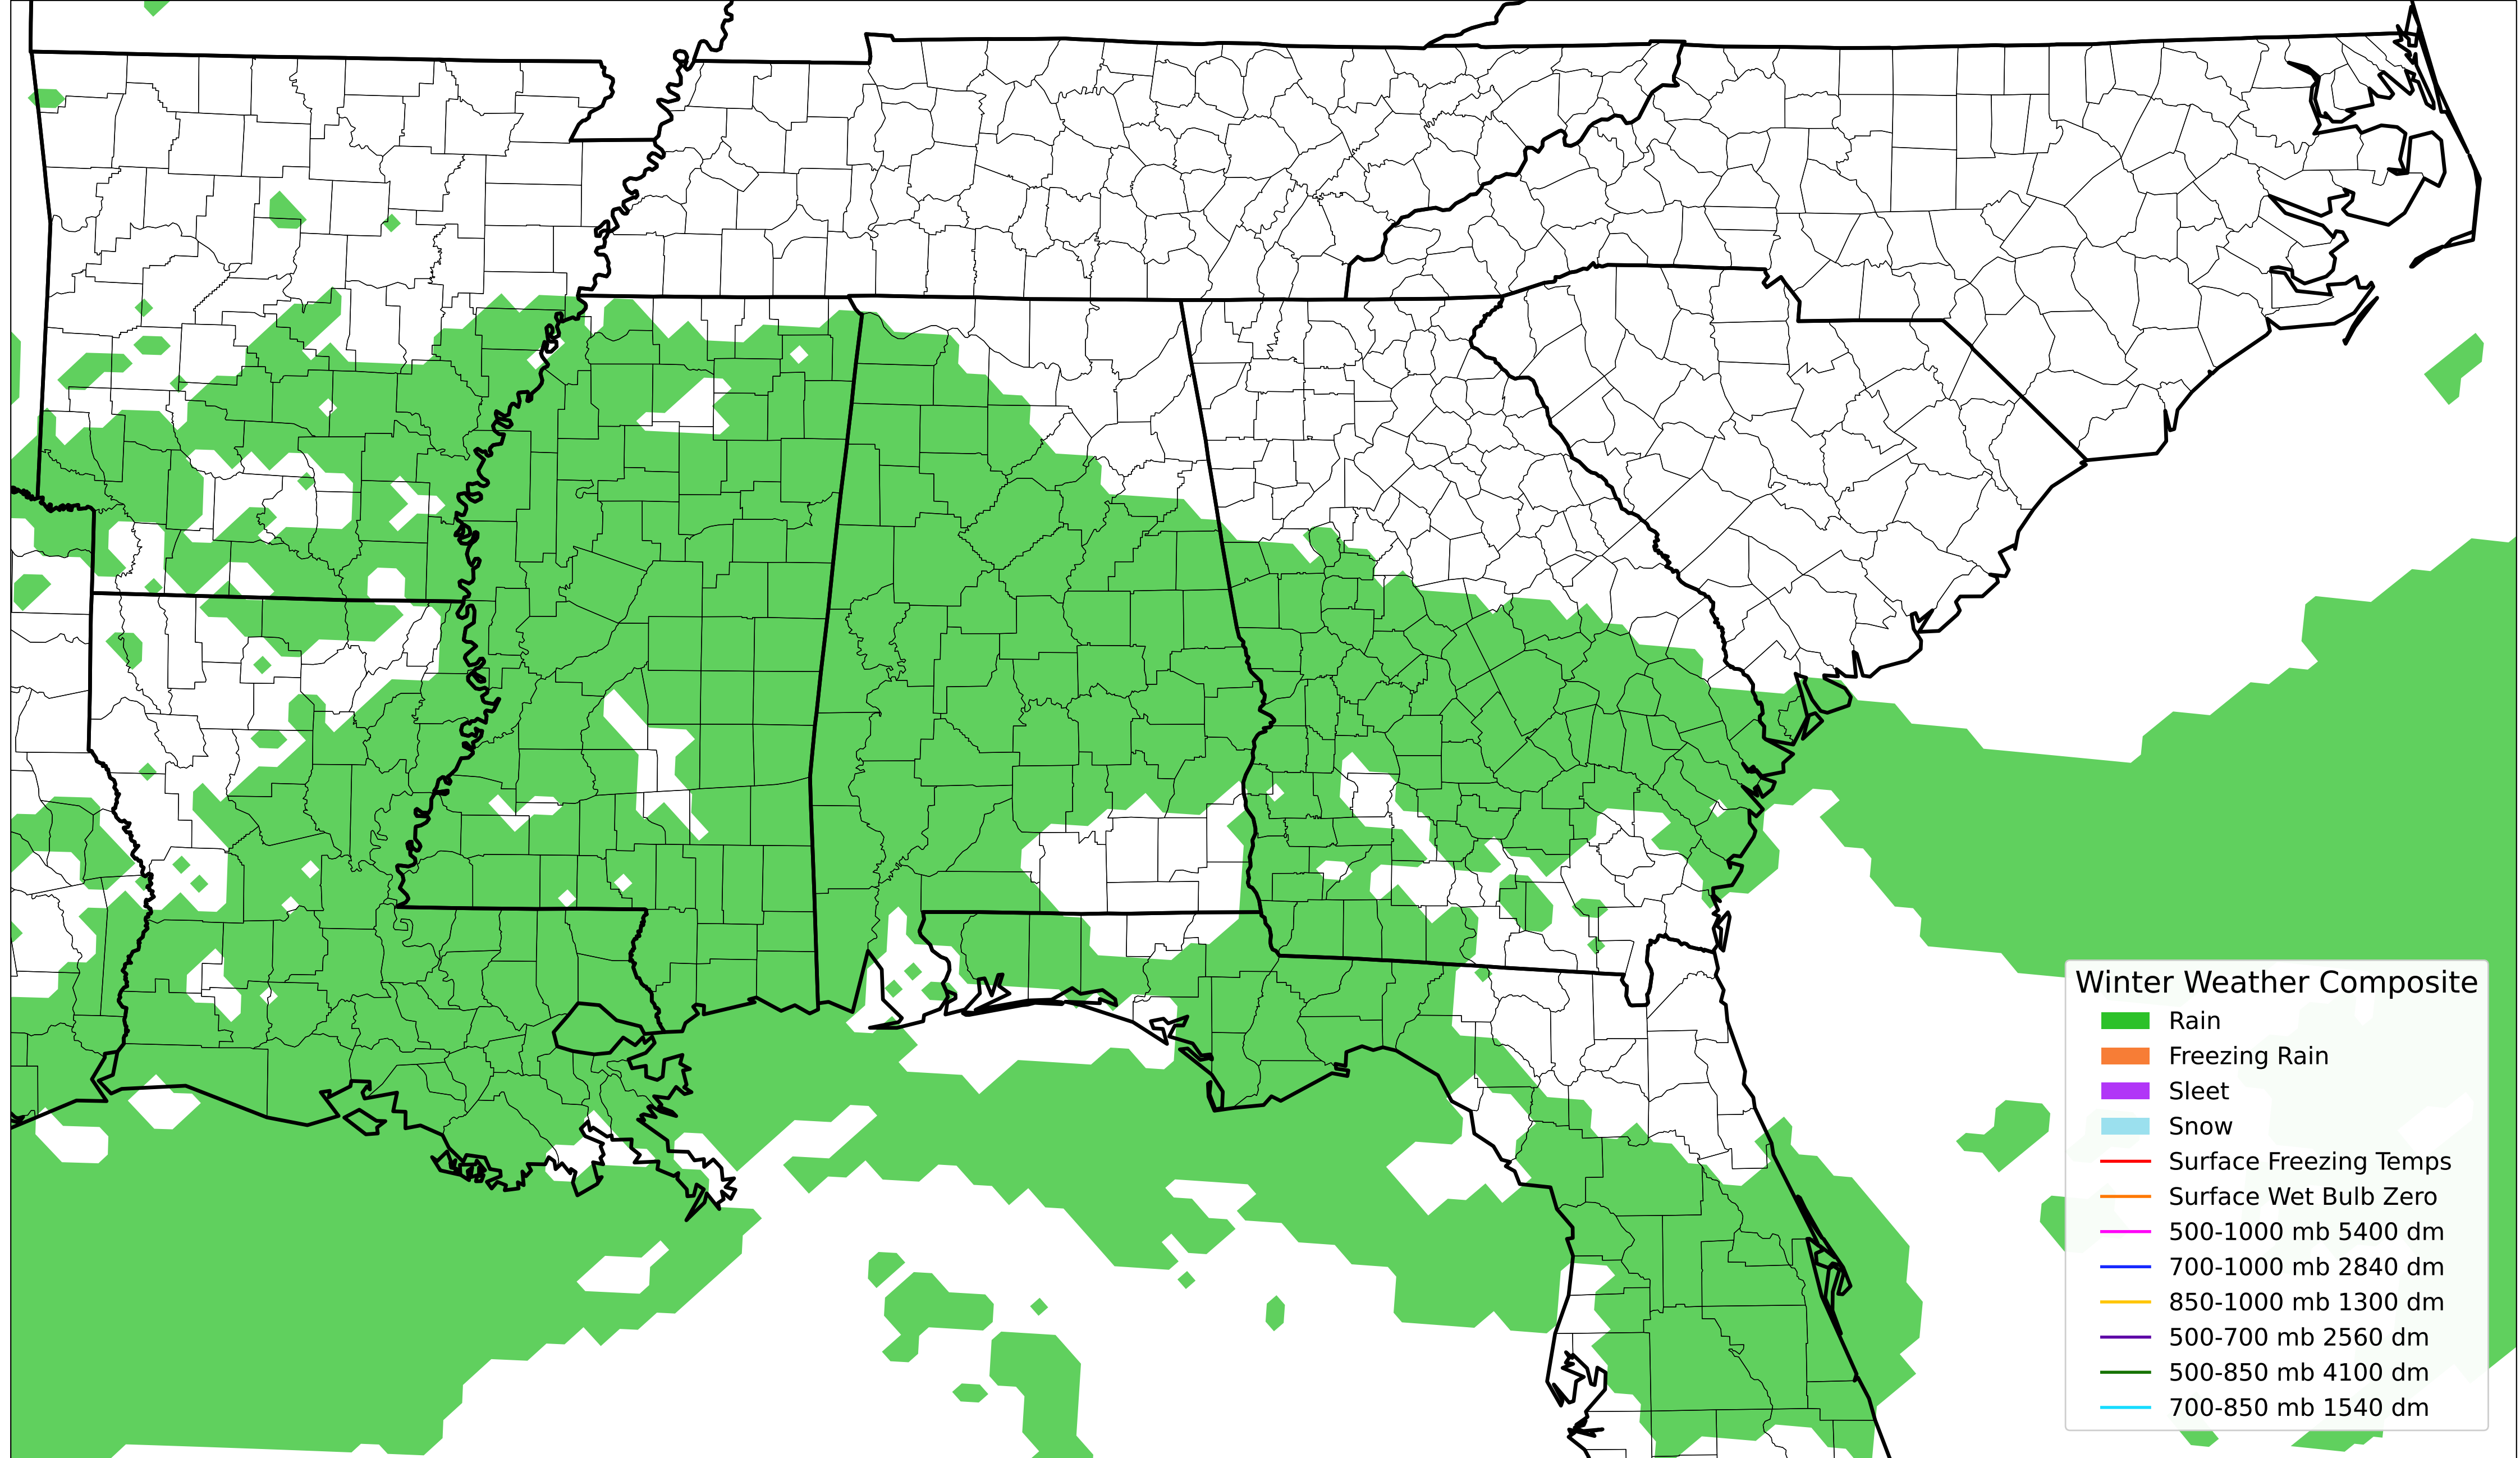 Winter Weather Composite
Rain
Freezing Rain
Sleet
Snow
Surface Freezing Temps
Surface Wet Bulb Zero
500-1000 mb 5400 dm
700-1000 mb 2840 dm
850-1000 mb 1300 dm
500-700 mb 2560 dm
500-850 mb 4100 dm
700-850 mb 1540 dm